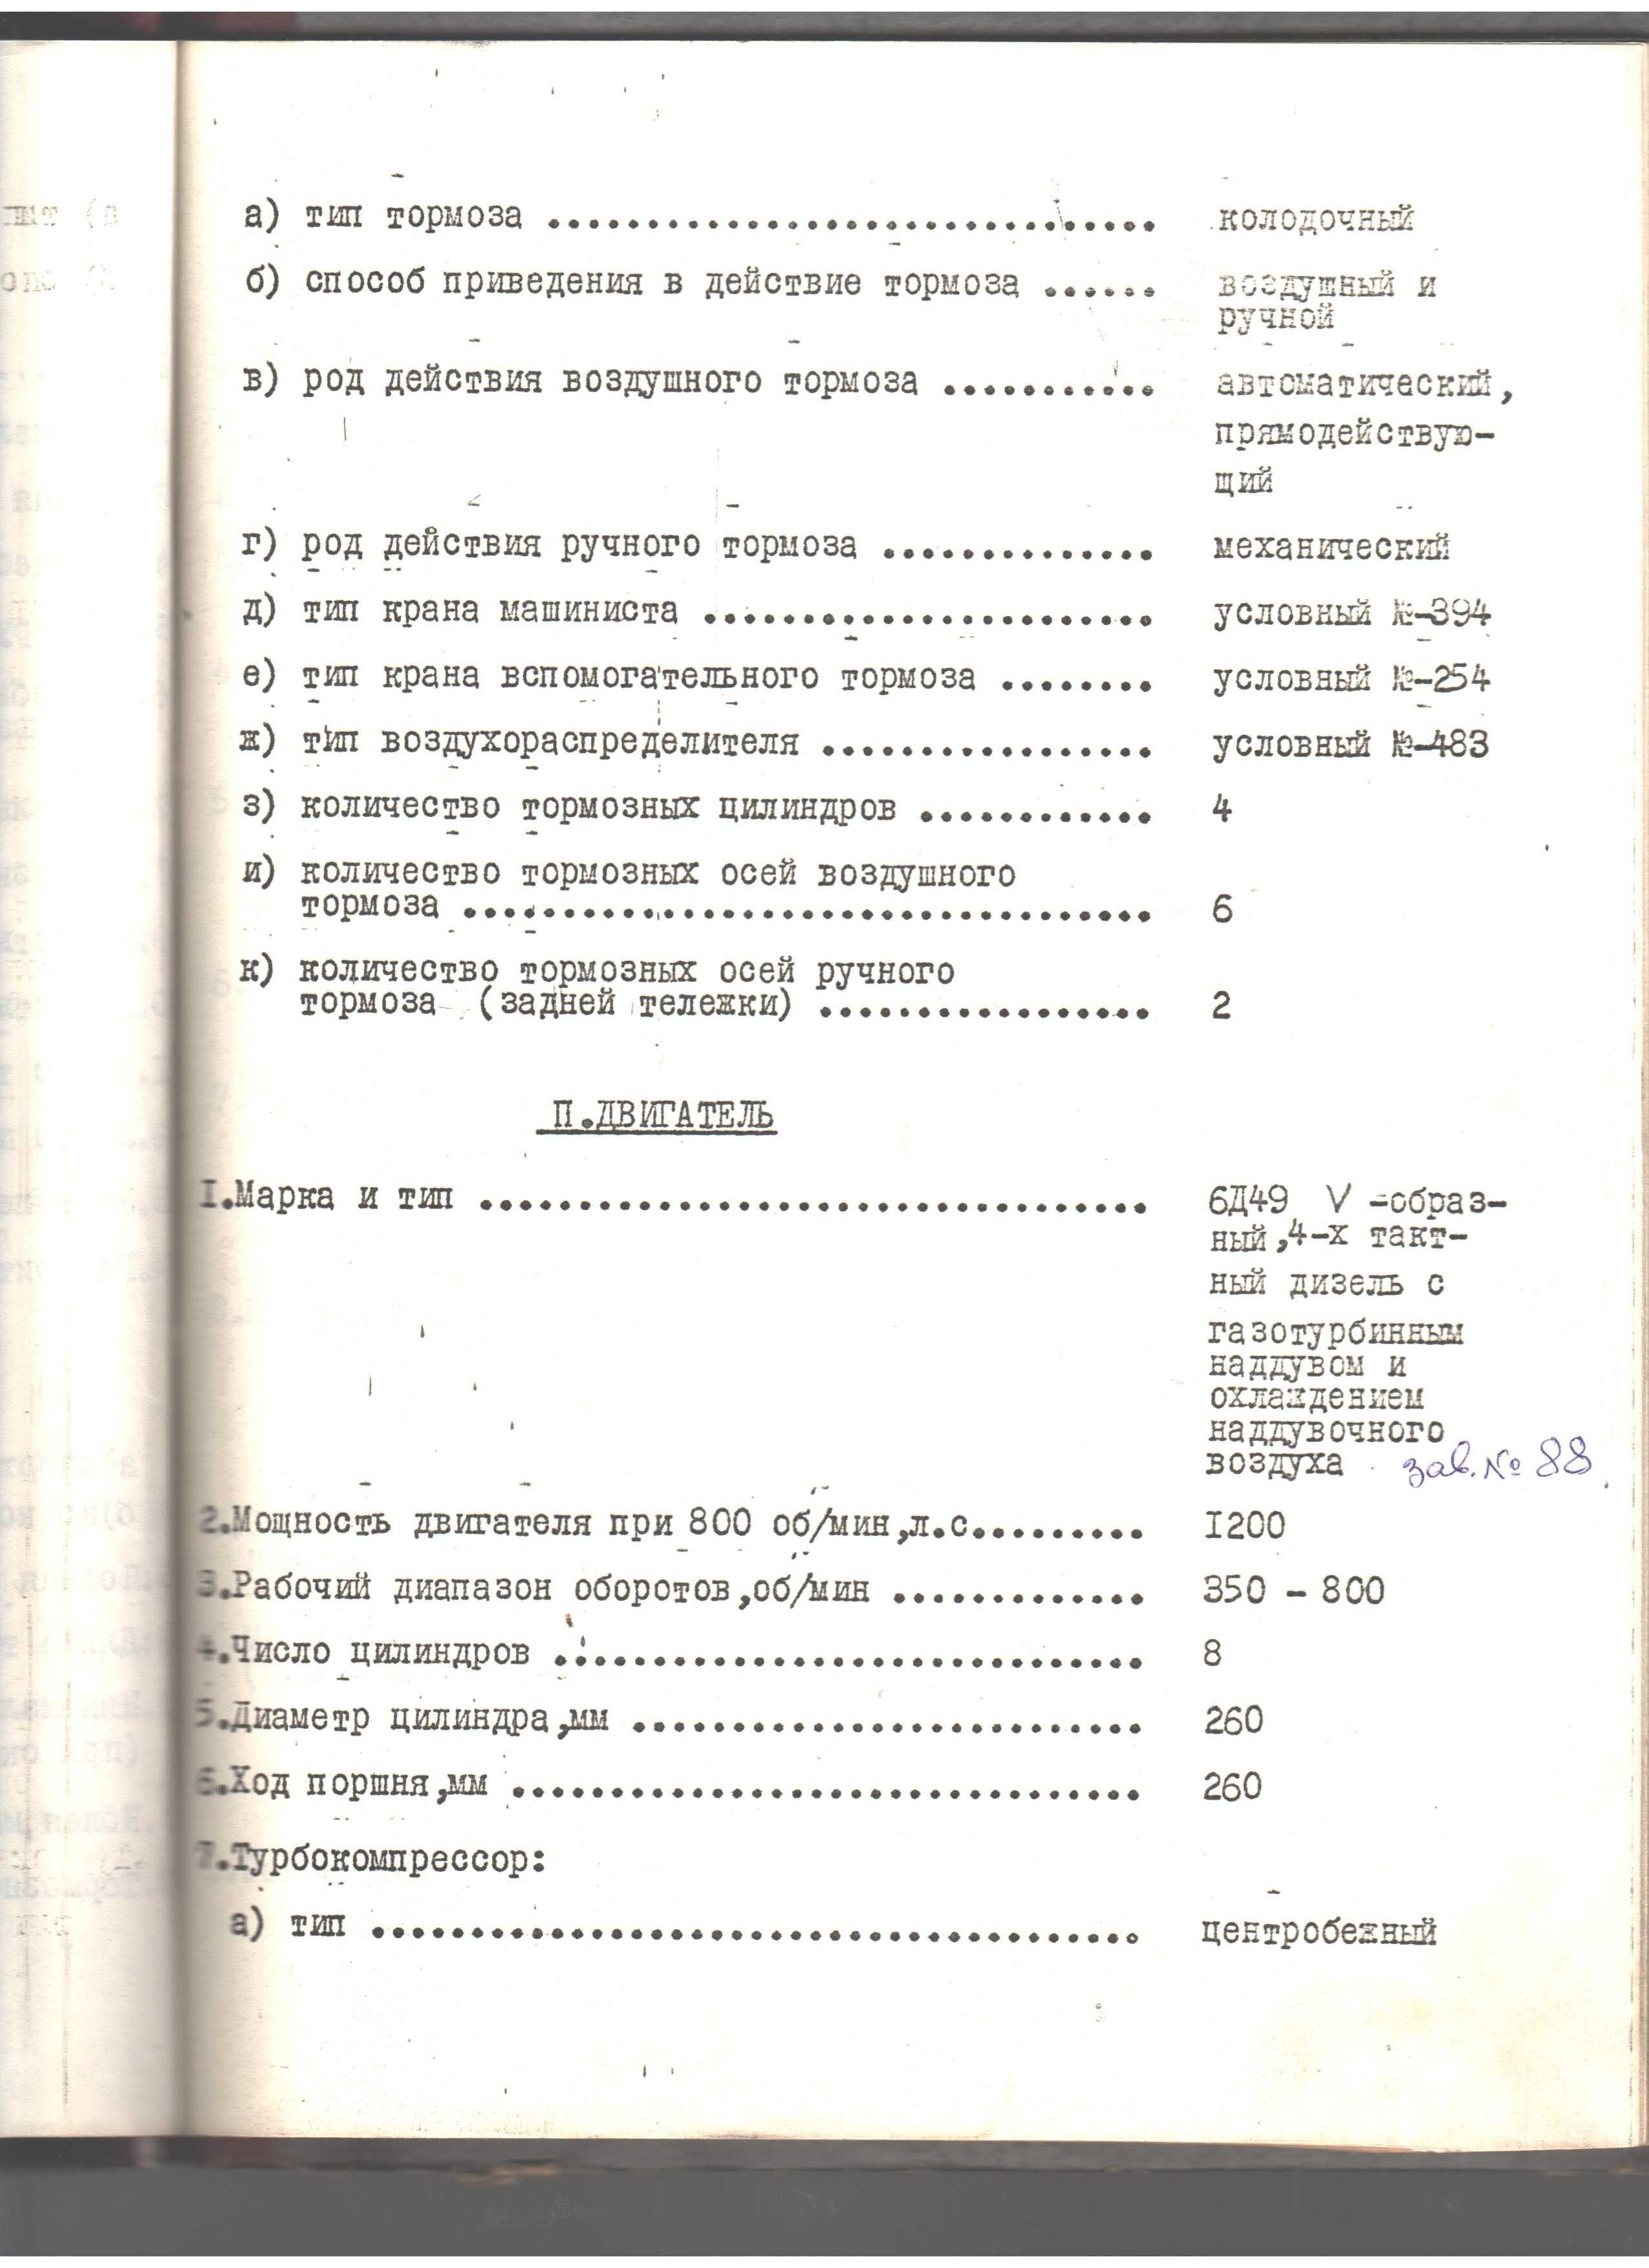 а) тип тормоза ............................... колодочный
б) способ приведения в действие тормоза ...... воздушный и
ручной
в) род действия воздушного тормоза ........... автоматический,
прямодействую-
щий
г) род действия ручного тормоза .............. механический
д) тип крана машиниста ....................... условный №-394
е) тип крана вспомогательного тормоза ........ условный №-254
ж) тип воздухораспределителя ................. условный №-483
з) количество тормозных цилиндров ............ 4
и) количество тормозных осей воздушного
тормоза ................................... 6
к) количество тормозных осей ручного
тормоза (задней тележки) ................. 2
П.ДВИГАТЕЛЬ
I.Марка и тип .................................. 6Д49 V -образ-
ный,4-х такт-
ный дизель с
газотурбинным
наддувом и
охлаждением
наддувочного
воздуха зав. № 88
2.Мощность двигателя при 800 об/мин,л.с......... I200
3.Рабочий диапазон оборотов,об/мин ............. 350 - 800
4.Число цилиндров .............................. 8
5.Диаметр цилиндра,мм .......................... 260
6.Ход поршня,мм ................................ 260
7.Турбокомпрессор:
а) тип ....................................... центробежный